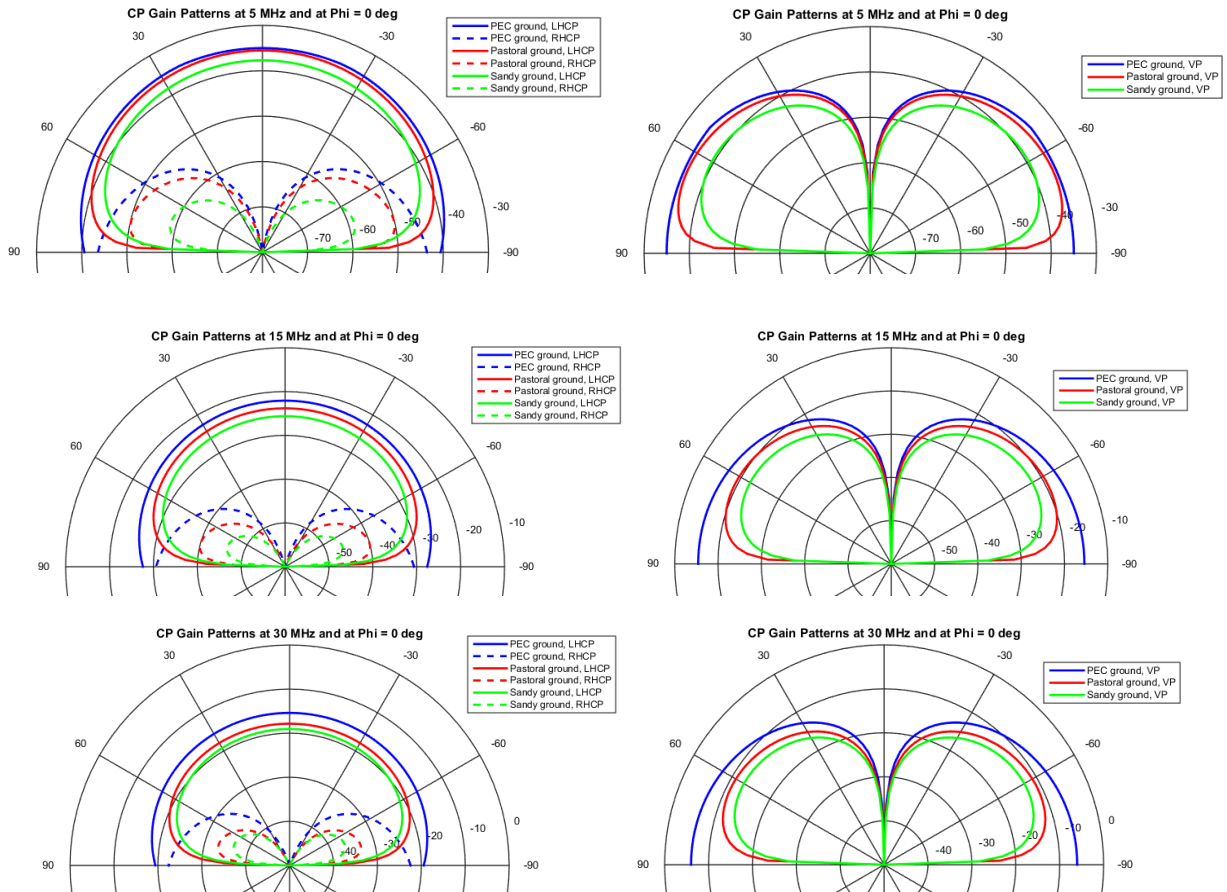 CP Gain Patterns at 5 MHz and at Phi = 0 deg
PEC ground, LHCP
PEC ground, RHCP
Pastoral ground, LHCP
Pastoral ground, RHCP
Sandy ground, LHCP
Sandy ground, RHCP
30
-30
60
-60
-30
-40
-50
-60
-70
90
-90
CP Gain Patterns at 5 MHz and at Phi = 0 deg
PEC ground, VP
Pastoral ground, VP
Sandy ground, VP
30
-30
60
-60
-30
-40
-50
-60
-70
90
-90
CP Gain Patterns at 15 MHz and at Phi = 0 deg
PEC ground, LHCP
PEC ground, RHCP
Pastoral ground, LHCP
Pastoral ground, RHCP
Sandy ground, LHCP
Sandy ground, RHCP
30
-30
60
-60
-10
-20
-30
-40
-50
90
-90
CP Gain Patterns at 15 MHz and at Phi = 0 deg
PEC ground, VP
Pastoral ground, VP
Sandy ground, VP
30
-30
60
-60
-10
-20
-30
-40
-50
90
-90
CP Gain Patterns at 30 MHz and at Phi = 0 deg
PEC ground, LHCP
PEC ground, RHCP
Pastoral ground, LHCP
Pastoral ground, RHCP
Sandy ground, LHCP
Sandy ground, RHCP
30
-30
60
-60
0
-10
-20
-40
90
-90
CP Gain Patterns at 30 MHz and at Phi = 0 deg
PEC ground, VP
Pastoral ground, VP
Sandy ground, VP
30
-30
60
-60
0
-10
-20
-30
-40
90
-90